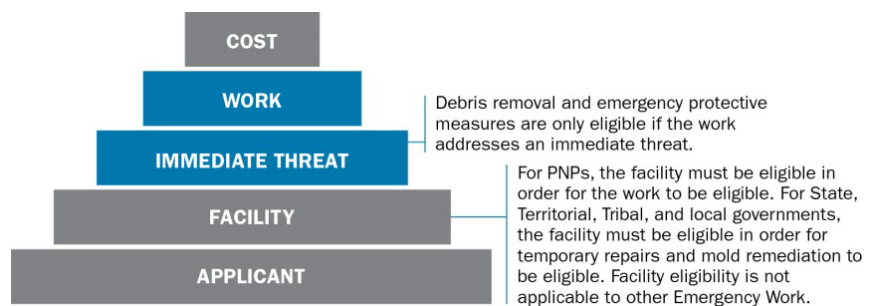 COST
WORK
Debris removal and emergency protective
measures are only eligible if the work
addresses an immediate threat.
IMMEDIATE THREAT
For PNPs, the facility must be eligible in
order for the work to be eligible. For State,
Territorial, Tribal, and local governments,
the facility must be eligible in order for
temporary repairs and mold remediation to
be eligible. Facility eligibility is not
applicable to other Emergency Work.
FACILITY
APPLICANT